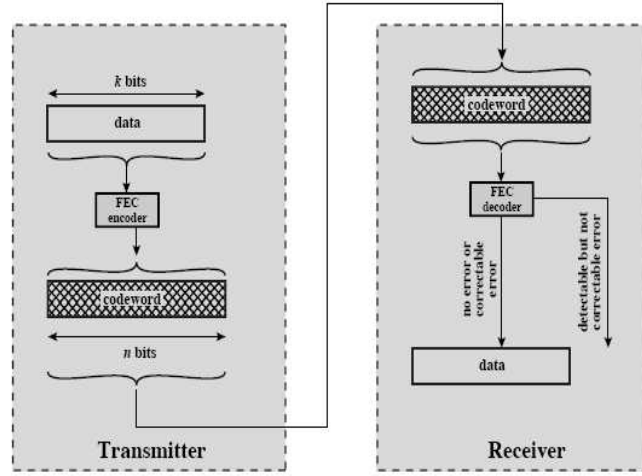 k bits
data
FEC
encoder
codeword
n bits
Transmitter
codeword
FEC
decoder
no error or
correctable
error
detectable but not
correctable error
data
Receiver